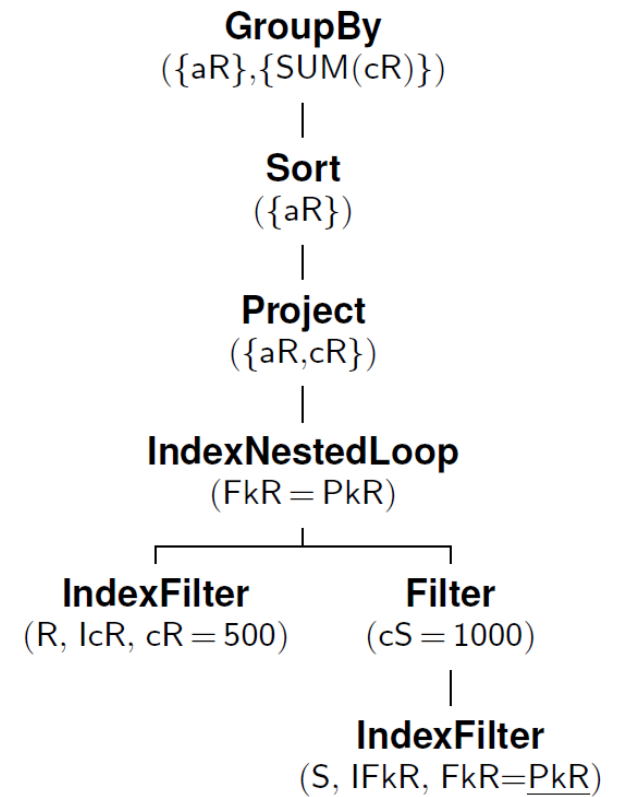 GroupBy
({aR},{SUM(cR)})
Sort
({aR})
Project
({aR,cR})
IndexNestedLoop
(FkR = PkR)
IndexFilter
(R, IcR, cR = 500)
Filter
(cS = 1000)
IndexFilter
(S, IFkR, FkR=PkR)